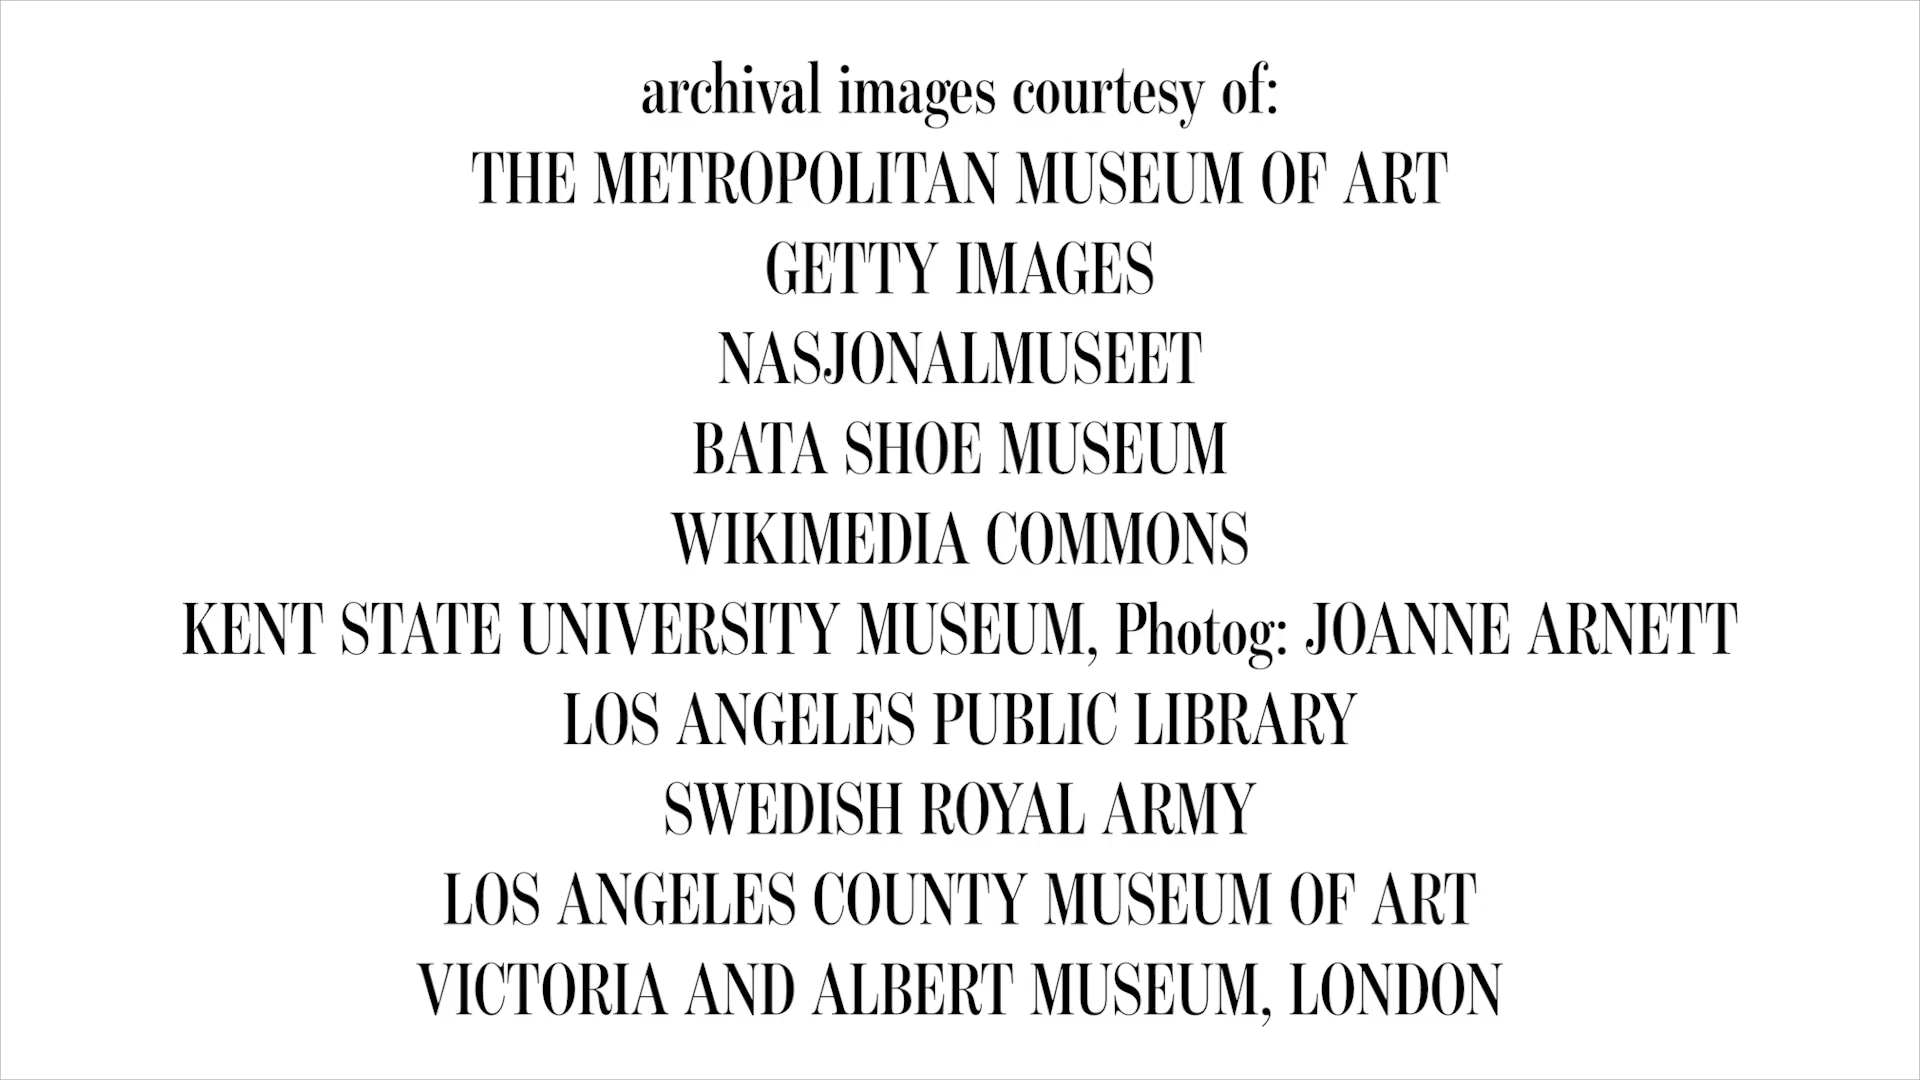 archival images courtesy of:
THE METROPOLITAN MUSEUM OF ART
GETTY IMAGES
NASJONALMUSEET
BATA SHOE MUSEUM
WIKIMEDIA COMMONS
KENT STATE UNIVERSITY MUSEUM, Photog: JOANNE ARNETT
LOS ANGELES PUBLIC LIBRARY
SWEDISH ROYAL ARMY
LOS ANGELES COUNTY MUSEUM OF ART
VICTORIA AND ALBERT MUSEUM, LONDON